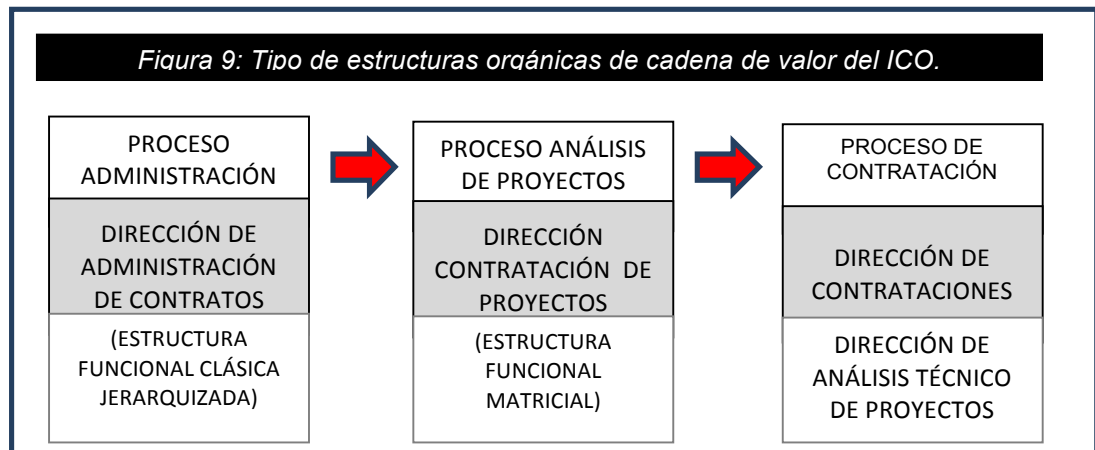 Figura 9: Tipo de estructuras orgánicas de cadena de valor del ICO.
PROCESO
ADMINISTRACIÓN
DIRECCIÓN DE
ADMINISTRACIÓN
DE CONTRATOS
(ESTRUCTURA
FUNCIONAL CLÁSICA
JERARQUIZADA)
PROCESO ANÁLISIS
DE PROYECTOS
DIRECCIÓN
CONTRATACIÓN DE
PROYECTOS
(ESTRUCTURA
FUNCIONAL
MATRICIAL)
PROCESO DE
CONTRATACIÓN
DIRECCIÓN DE
CONTRATACIONES
DIRECCIÓN DE
ANÁLISIS TÉCNICO
DE PROYECTOS